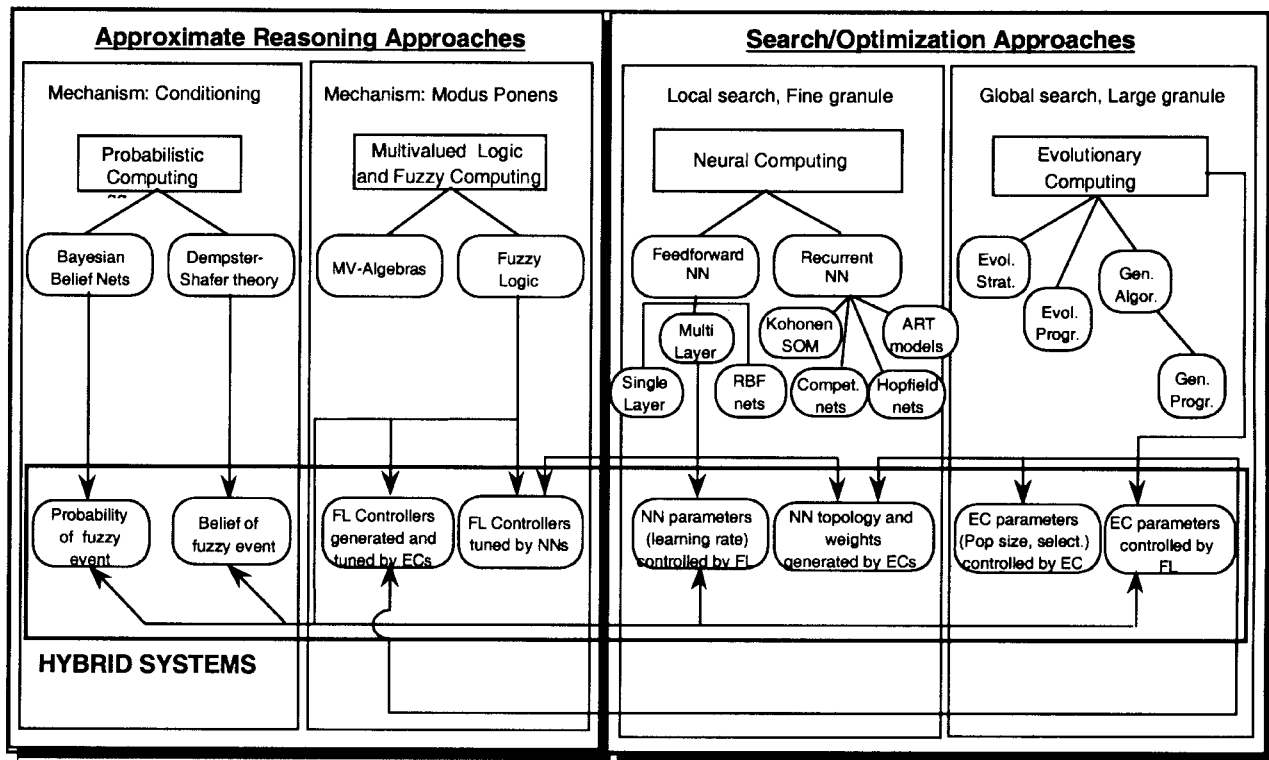 Approximate Reasoning Approaches
Search/Optimization Approaches
Mechanism: Conditioning
Mechanism: Modus Ponens
Local search, Fine granule
Global search, Large granule
Probabilistic
Computing
Multivalued Logic
and Fuzzy Computing
Neural Computing
Evolutionary
Computing
Bayesian
Belief Nets
Dempster-
Shafer theory
MV-Algebras
Fuzzy
Logic
Feedforward
NN
Recurrent
NN
Evol.
Strat.
Evol.
Progr.
Gen.
Algor.
Gen.
Progr.
Single
Layer
Multi
Layer
RBF
nets
Kohonen
SOM
Compet.
nets
Hopfield
nets
ART
models
Probability
of fuzzy
event
Belief of
fuzzy event
FL Controllers
generated and
tuned by ECs
FL Controllers
tuned by NNs
NN parameters
(learning rate)
controlled by FL
NN topology and
weights
generated by ECs
EC parameters
(Pop size, select.)
controlled by EC
EC parameters
controlled by
FL
HYBRID SYSTEMS